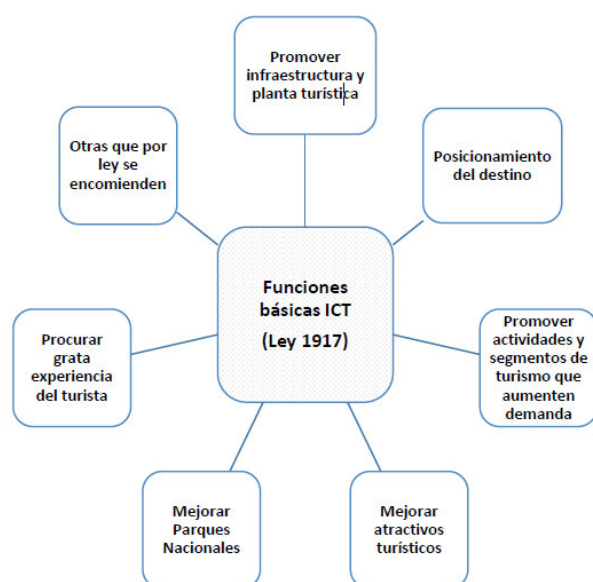 Promover
infraestructura y
planta turística
Otras que por
ley se
encomienden
Posicionamiento
del destino
Funciones
básicas ICT
(Ley 1917)
Procurar
grata
experiencia
del turista
Promover
actividades y
segmentos de
turismo que
aumenten
demanda
Mejorar
Parques
Nacionales
Mejorar
atractivos
turísticos